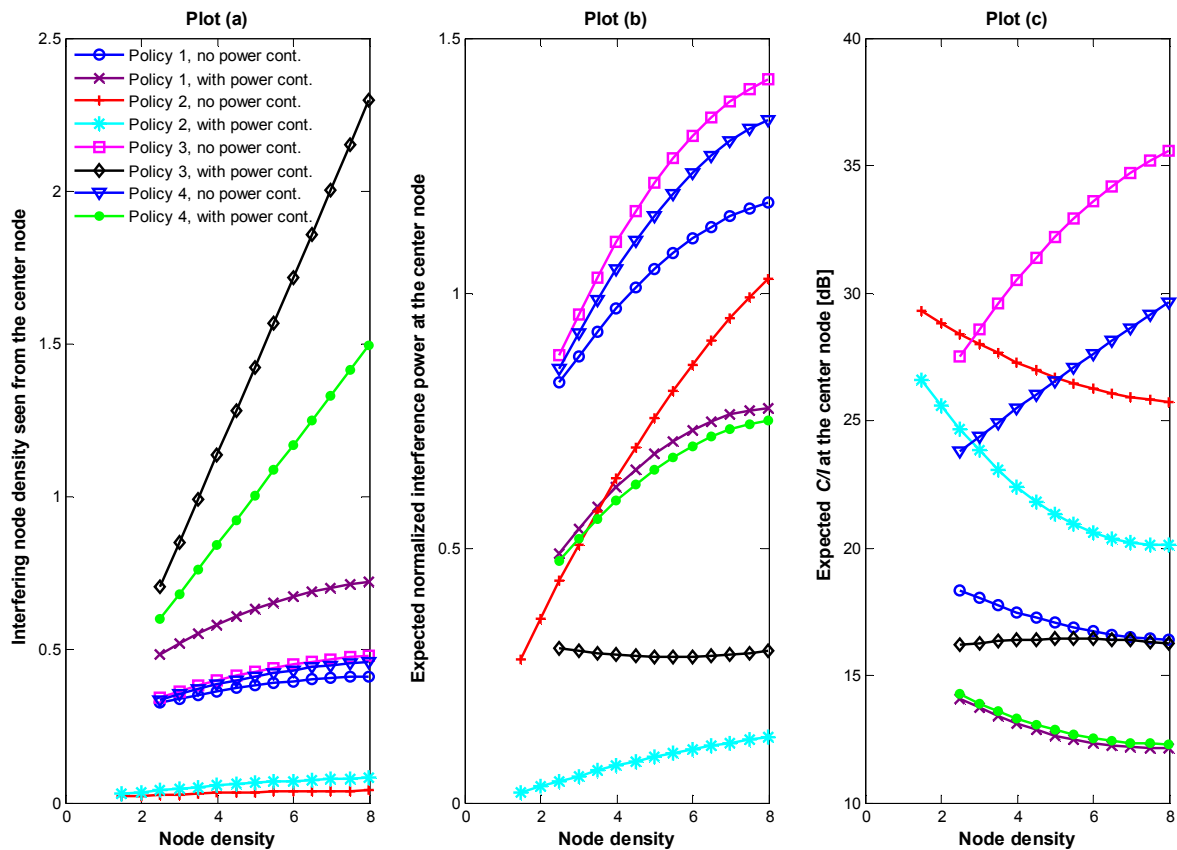 Plot (a)
Interfering node density seen from the center node
2.5
2
1.5
1
0.5
0
Policy 1, no power cont.
Policy 1, with power cont.
Policy 2, no power cont.
Policy 2, with power cont.
Policy 3, no power cont.
Policy 3, with power cont.
Policy 4, no power cont.
Policy 4, with power cont.
0 2 4 6 8
Node density
Plot (b)
Expected normalized interference power at the center node
1.5
1
0.5
0
0 2 4 6 8
Node density
Plot (c)
Expected C/I at the center node [dB]
40
35
30
25
20
15
10
0 2 4 6 8
Node density